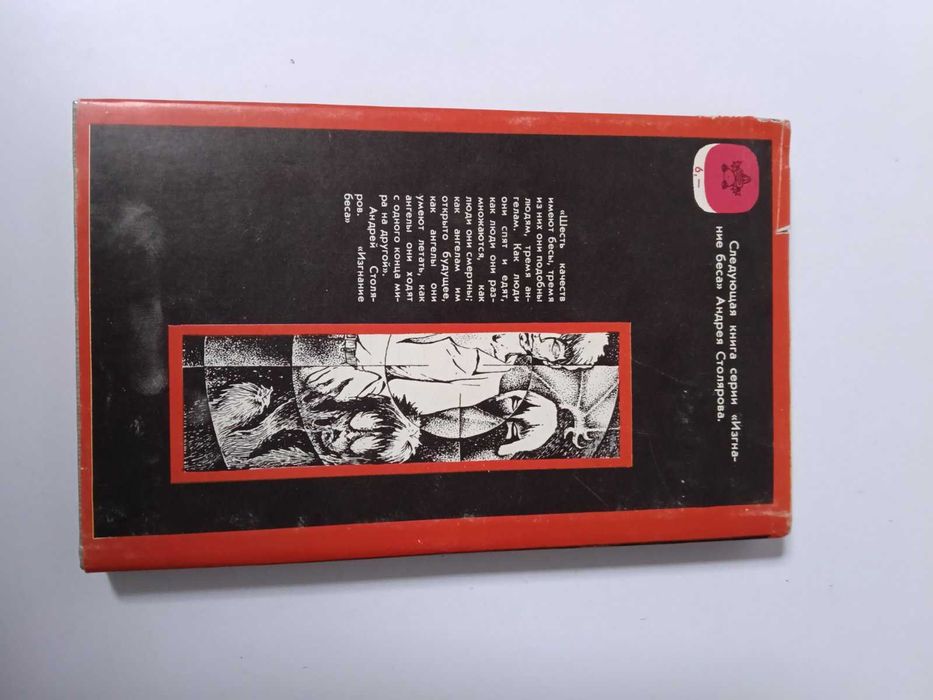 6,—
Следующая книга серии «Изгна-
ние беса» Андрея Столярова.
«Шесть качеств
имеют бесы, тремя
из них они подобны
людям, тремя ан-
гелам. Как люди
они спят и едят,
как люди они раз-
множаются, как
люди они смертны;
как ангелам им
открыто будущее,
как ангелы они
умеют летать, как
ангелы они ходят
с одного конца ми-
ра на другой».
Андрей Столя-
ров. «Изгнание
беса»